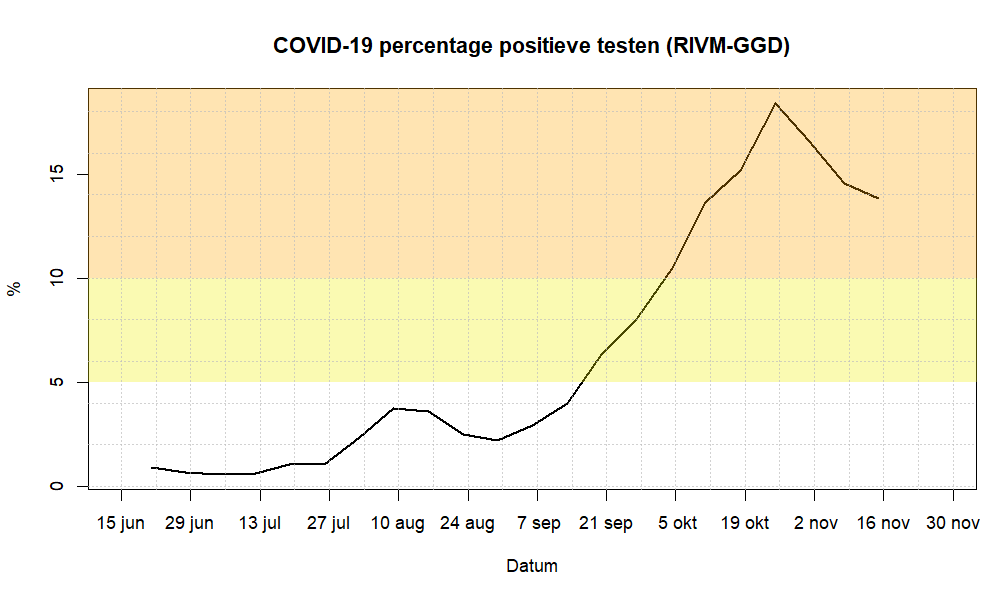 COVID-19 percentage positieve testen (RIVM-GGD)
%
15
10
5
0
15 jun 29 jun 13 jul 27 jul 10 aug 24 aug 7 sep 21 sep 5 okt 19 okt 2 nov 16 nov 30 nov
Datum